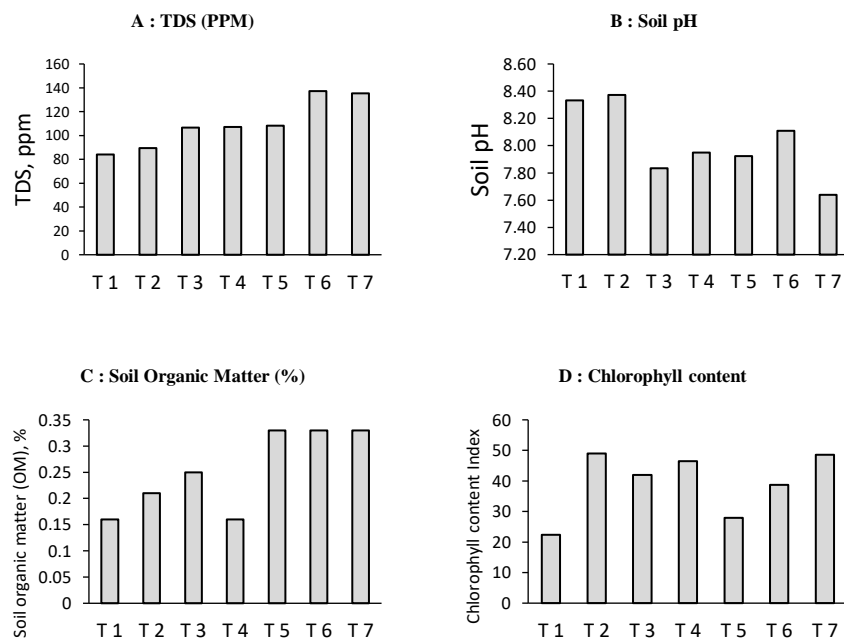 A : TDS (PPM)
TDS, ppm
160
140
120
100
80
60
40
20
0
T 1 T 2 T 3 T 4 T 5 T 6 T 7
B : Soil pH
Soil pH
8.60
8.40
8.20
8.00
7.80
7.60
7.40
7.20
T 1 T 2 T 3 T 4 T 5 T 6 T 7
C : Soil Organic Matter (%)
Soil organic matter (OM), %
0.35
0.3
0.25
0.2
0.15
0.1
0.05
0
T 1 T 2 T 3 T 4 T 5 T 6 T 7
D : Chlorophyll content
Chlorophyll content Index
60
50
40
30
20
10
0
T 1 T 2 T 3 T 4 T 5 T 6 T 7